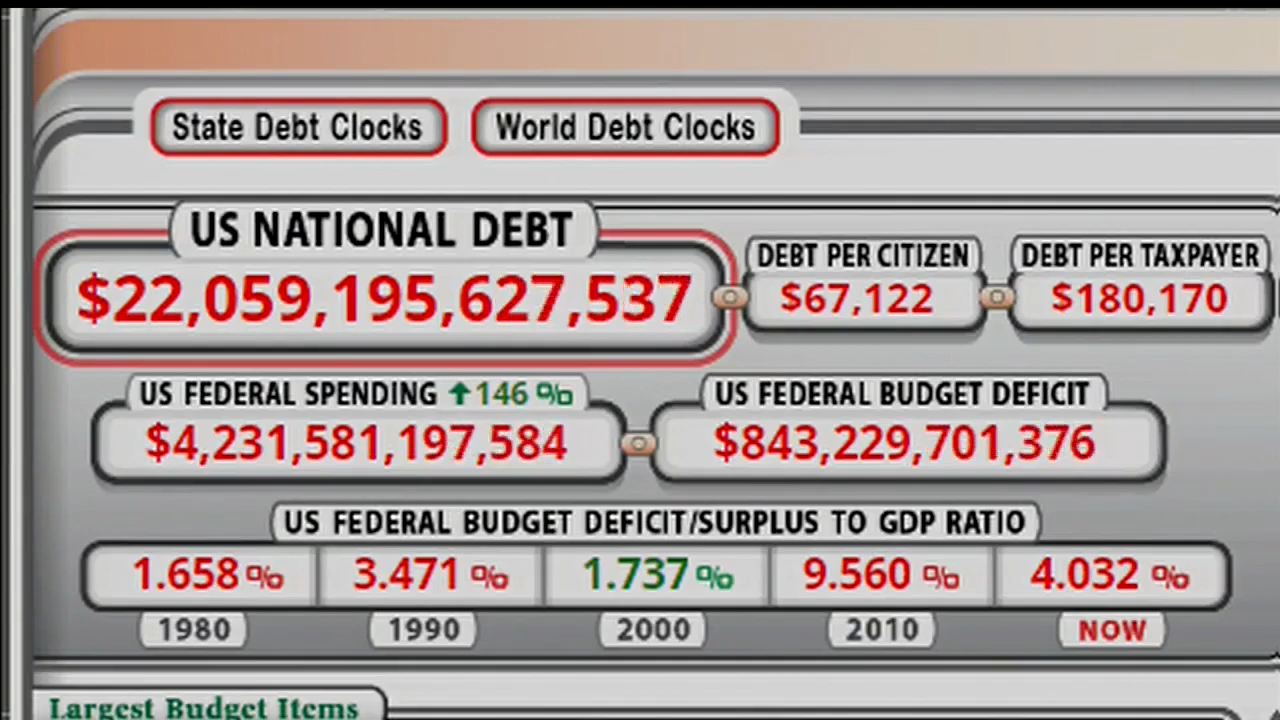 State Debt Clocks World Debt Clocks
US NATIONAL DEBT
$22,059,195,627,537
DEBT PER CITIZEN
$67,122
DEBT PER TAXPAYER
$180,170
US FEDERAL SPENDING ↑146 %
$4,231,581,197,584
US FEDERAL BUDGET DEFICIT
$843,229,701,376
US FEDERAL BUDGET DEFICIT/SURPLUS TO GDP RATIO
1.658 % 3.471 % 1.737 % 9.560 % 4.032 %
1980 1990 2000 2010 NOW
Largest Budget Items